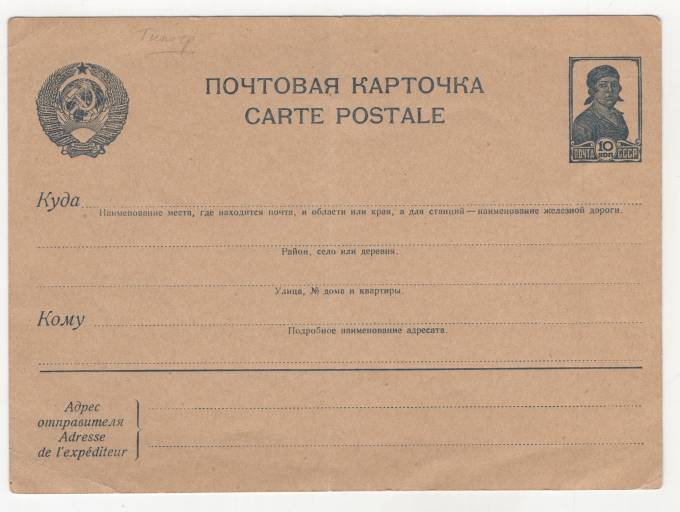 ПОЧТОВАЯ КАРТОЧКА
CARTE POSTALE
ПОЧТА 10 КОП. СССР
Куда
Наименование места, где находится почта, и области или края, а для станций — наименование железной дороги.
Район, село или деревня.
Улица, № дома и квартиры.
Кому
Подробное наименование адресата.
Адрес
отправителя
Adresse
de l'expéditeur